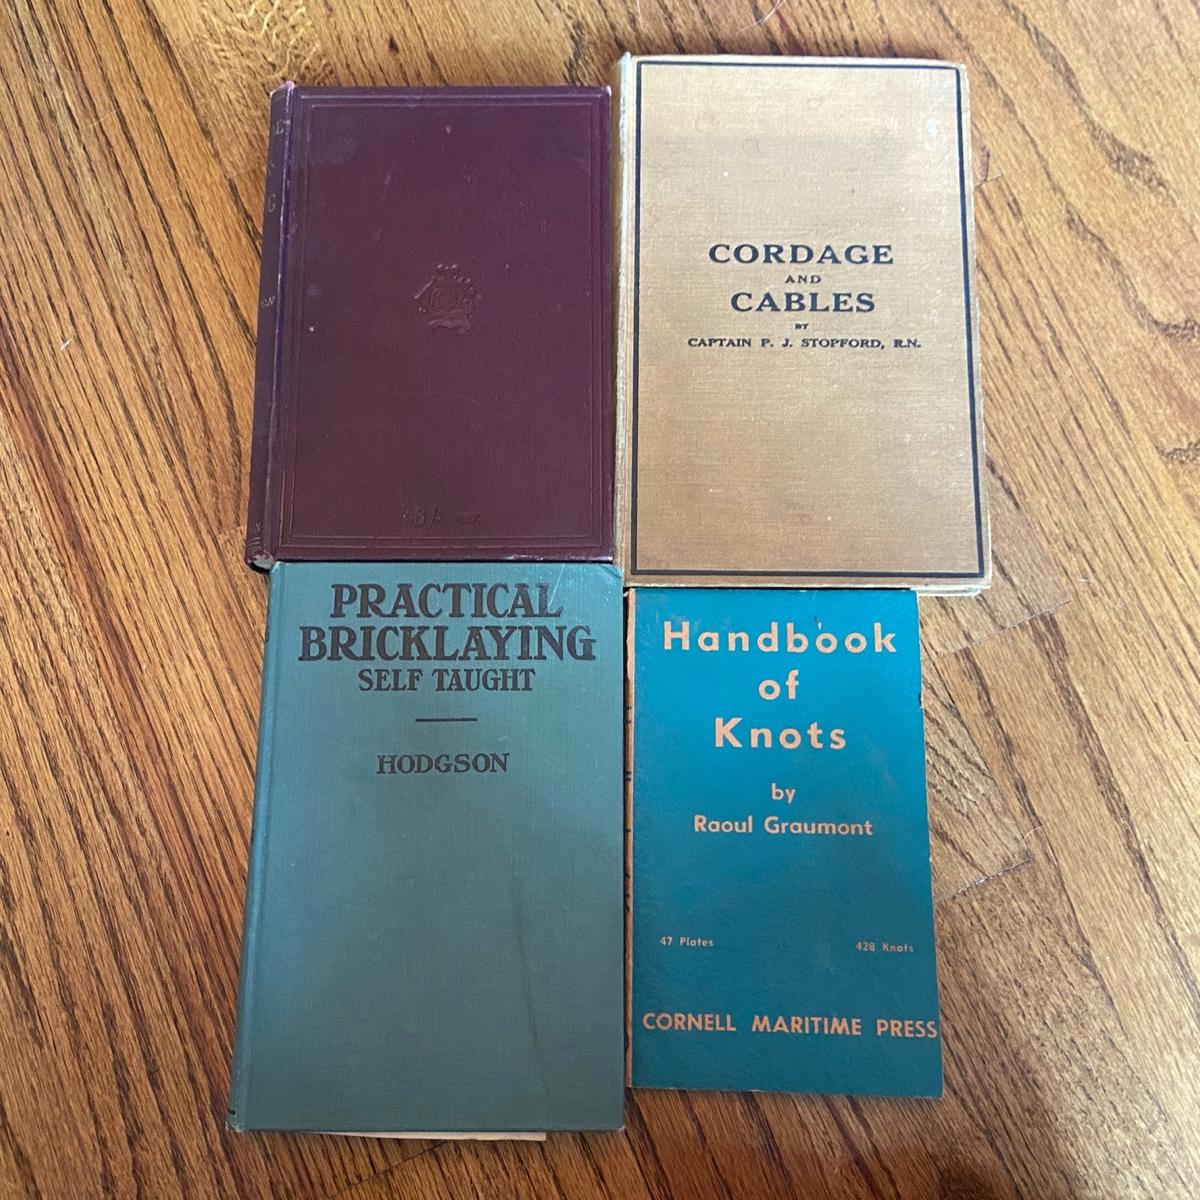 3/-
CORDAGE
AND
CABLES
BY
CAPTAIN P. J. STOPFORD, R.N.
PRACTICAL
BRICKLAYING
SELF TAUGHT
HODGSON
Handbook
of
Knots
by
Raoul Graumont
47 Plates
428 Knots
CORNELL MARITIME PRESS